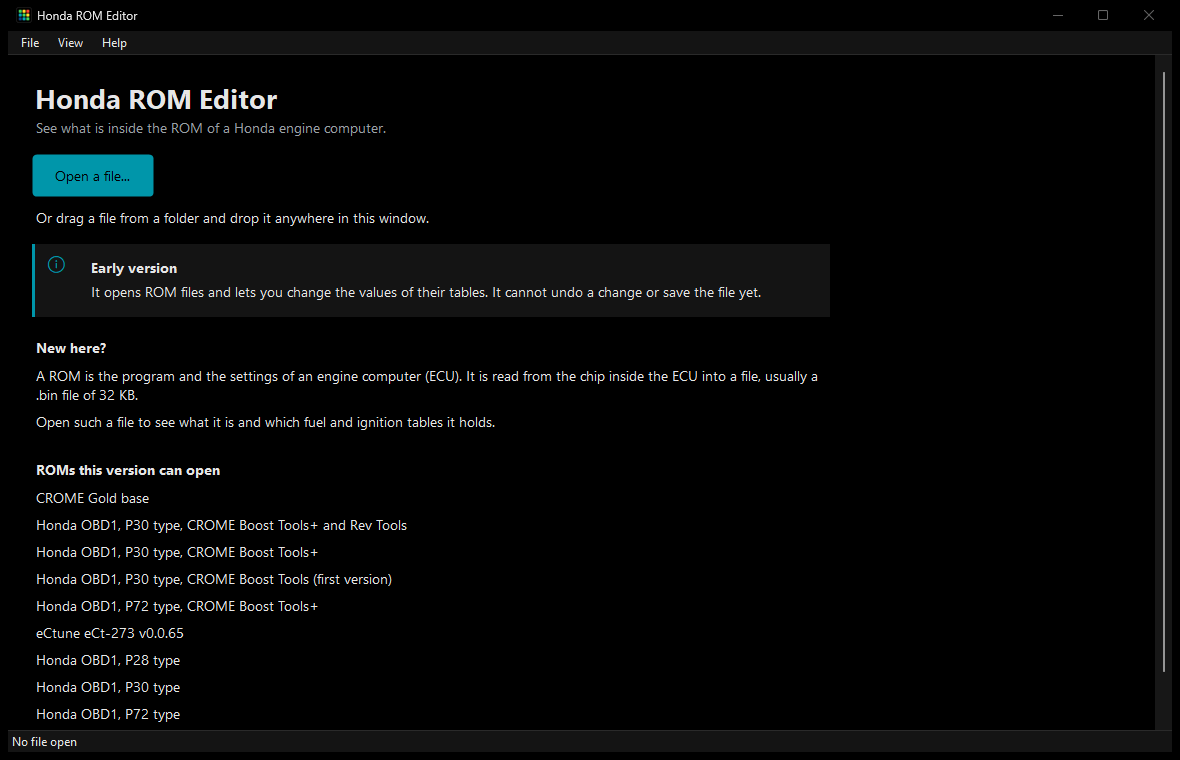 Honda ROM Editor
File View Help
Honda ROM Editor
See what is inside the ROM of a Honda engine computer.
Open a file...
Or drag a file from a folder and drop it anywhere in this window.
Early version
It opens ROM files and lets you change the values of their tables. It cannot undo a change or save the file yet.
New here?
A ROM is the program and the settings of an engine computer (ECU). It is read from the chip inside the ECU into a file, usually a
.bin file of 32 KB.
Open such a file to see what it is and which fuel and ignition tables it holds.
ROMs this version can open
CROME Gold base
Honda OBD1, P30 type, CROME Boost Tools+ and Rev Tools
Honda OBD1, P30 type, CROME Boost Tools+
Honda OBD1, P30 type, CROME Boost Tools (first version)
Honda OBD1, P72 type, CROME Boost Tools+
eCtune eCt-273 v0.0.65
Honda OBD1, P28 type
Honda OBD1, P30 type
Honda OBD1, P72 type
No file open